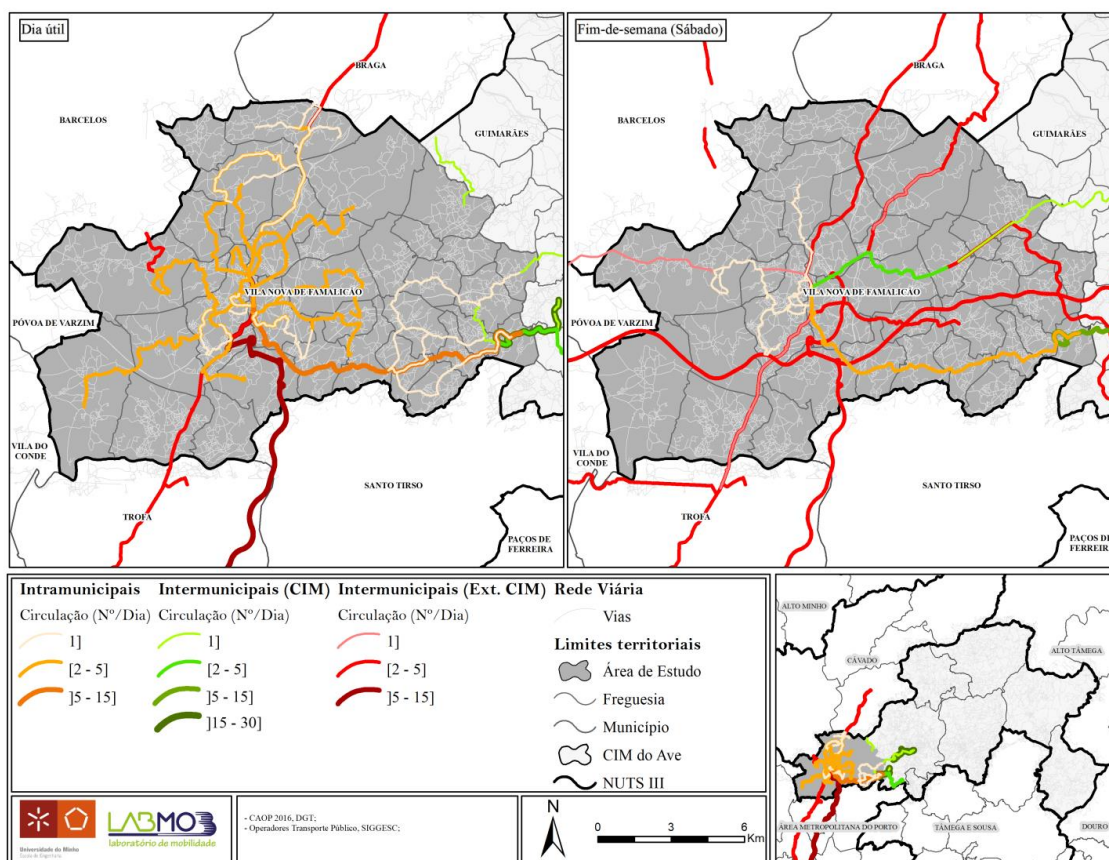 Dia útil
BRAGA
BARCELOS
GUIMARÃES
VILA NOVA DE FAMALICÃO
PÓVOA DE VARZIM
VILA DO
CONDE
SANTO TIRSO
TROFA
PAÇOS DE
FERREIRA
Fim-de-semana (Sábado)
BRAGA
BARCELOS
GUIMARÃES
VILA NOVA DE FAMALICÃO
PÓVOA DE VARZIM
VILA DO
CONDE
SANTO TIRSO
TROFA
PAÇOS DE
FERREIRA
Intramunicipais
Circulação (Nº/Dia)
1]
[2 - 5]
]5 - 15]
Intermunicipais (CIM)
Circulação (Nº/Dia)
1]
[2 - 5]
]5 - 15]
]15 - 30]
Intermunicipais (Ext. CIM)
Circulação (Nº/Dia)
1]
[2 - 5]
]5 - 15]
Rede Viária
Vias
Limites territoriais
Área de Estudo
Freguesia
Município
CIM do Ave
NUTS III
ALTO MINHO
ALTO TÂMEGA
CÁVADO
ÁREA METROPOLITANA DO PORTO
TÂMEGA E SOUSA
DOURO
Universidade do Minho
Escola de Engenharia
LABMOB
laboratório de mobilidade
- CAOP 2016, DGT;
- Operadores Transporte Público, SIGGESC;
N
0 3 6
Km